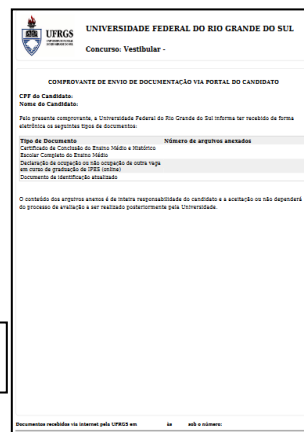 UFRGS
UNIVERSIDADE FEDERAL DO RIO GRANDE DO SUL
Concurso: Vestibular -
COMPROVANTE DE ENVIO DE DOCUMENTAÇÃO VIA PORTAL DO CANDIDATO
CPF do Candidato:
Nome do Candidato:
Pelo presente comprovante, a Universidade Federal do Rio Grande do Sul informa ter recebido de forma
eletrônica os seguintes tipos de documentos:
Tipo de Documento Número de arquivos anexados
Certificado de Conclusão do Ensino Médio e Histórico
Escolar Completo do Ensino Médio
Declaração de ocupação ou não ocupação de outra vaga
em curso de graduação de IPES (online)
Documento de identificação atualizado
O conteúdo dos arquivos anexos é de inteira responsabilidade do candidato e a aceitação ou não dependerá
do processo de avaliação a ser realizado posteriormente pela Universidade.
Documentos recebidos via internet pela UFRGS em às sob o número: